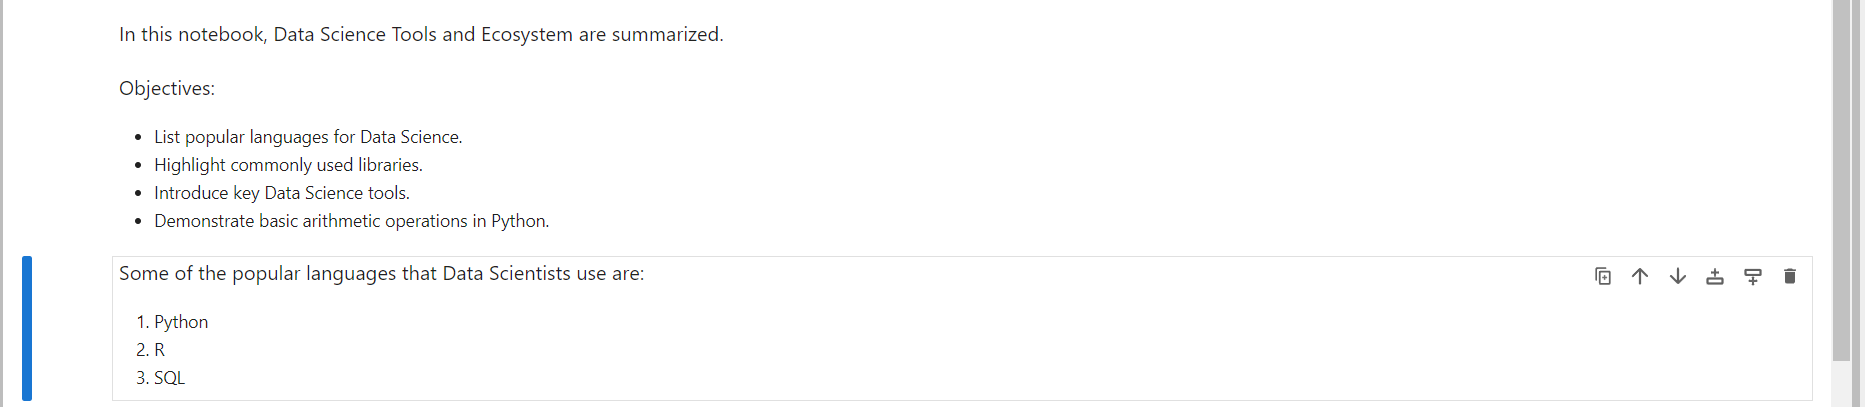 In this notebook, Data Science Tools and Ecosystem are summarized.
Objectives:
• List popular languages for Data Science.
• Highlight commonly used libraries.
• Introduce key Data Science tools.
• Demonstrate basic arithmetic operations in Python.
Some of the popular languages that Data Scientists use are:
1. Python
2. R
3. SQL